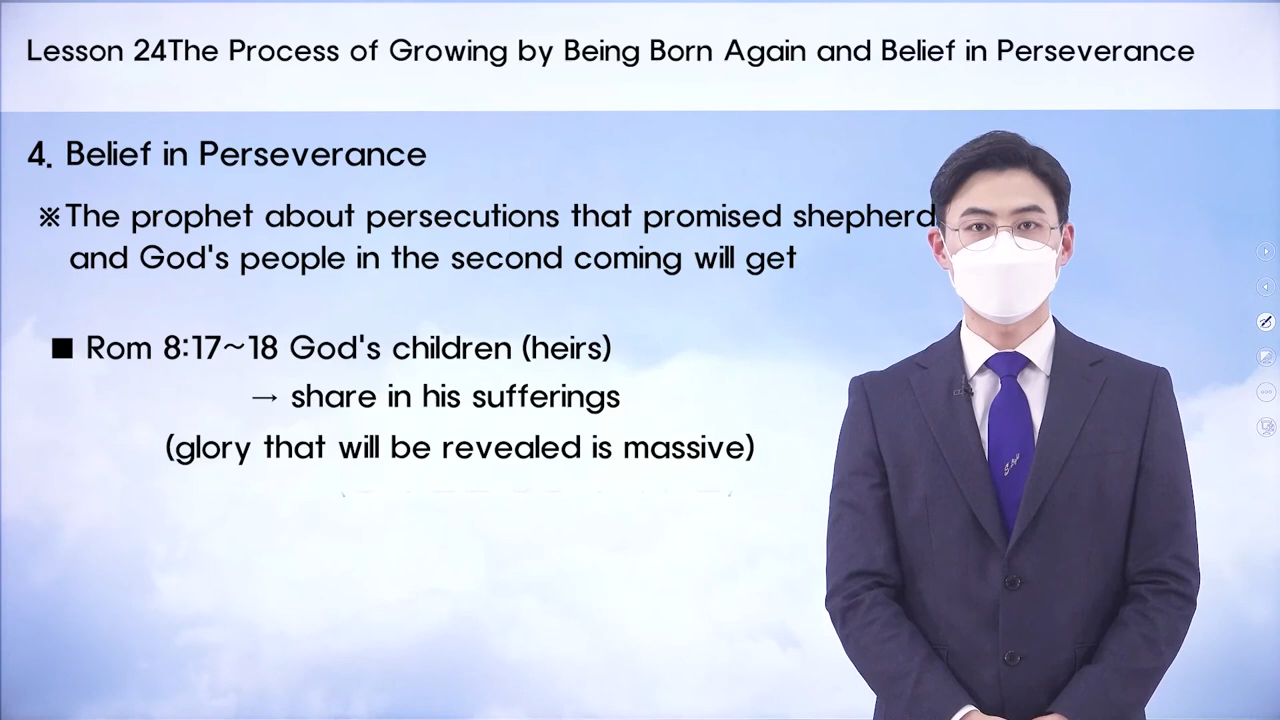 Lesson 24The Process of Growing by Being Born Again and Belief in Perseverance
4. Belief in Perseverance
※The prophet about persecutions that promised shepherd
and God's people in the second coming will get
■ Rom 8:17~18 God's children (heirs)
→ share in his sufferings
(glory that will be revealed is massive)